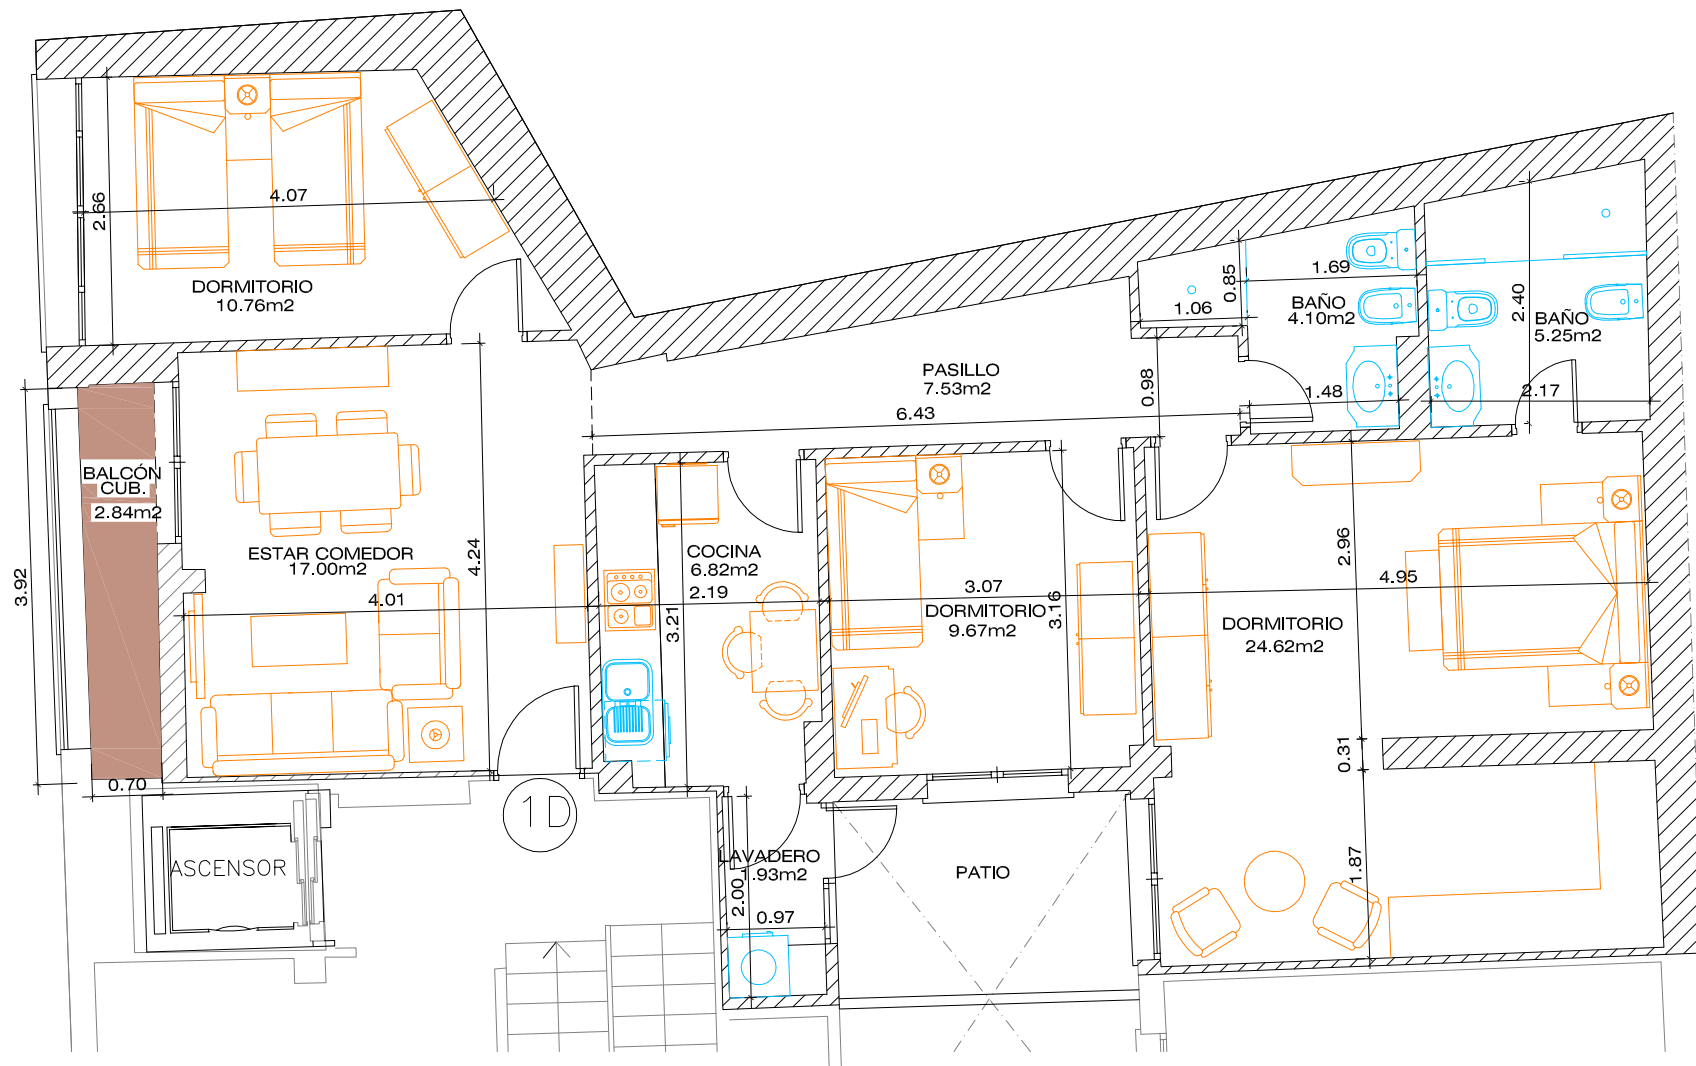 4.07
2.66
DORMITORIO
10.76m2
1.69
0.85
1.06
BAÑO
4.10m2
2.40
BAÑO
5.25m2
PASILLO
7.53m2
0.98
1.48
2.17
6.43
BALCÓN
CUB.
2.84m2
3.92
ESTAR COMEDOR
17.00m2
4.24
4.01
COCINA
6.82m2
2.19
3.21
3.07
DORMITORIO
9.67m2
3.16
2.96
4.95
DORMITORIO
24.62m2
0.31
1.87
0.70
1D
ASCENSOR
LAVADERO
1.93m2
2.00
0.97
PATIO